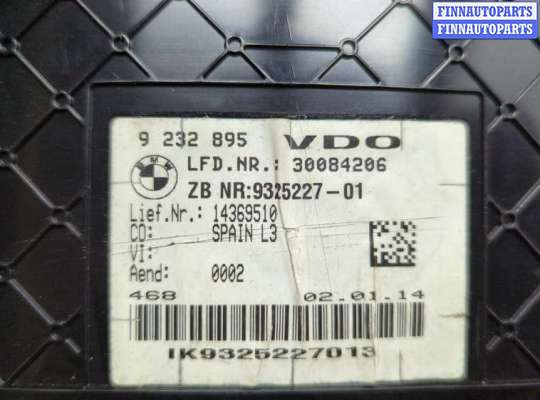 FINNAUTOPARTS
FINNAUTOPARTS
9 232 895 VDO
BMW LFD.NR.: 30084206
ZB NR:9325227-01
Lief.Nr.: 14369510
CO: SPAIN L3
VI:
Aend: 0002
468 02.01.14
IK9325227013